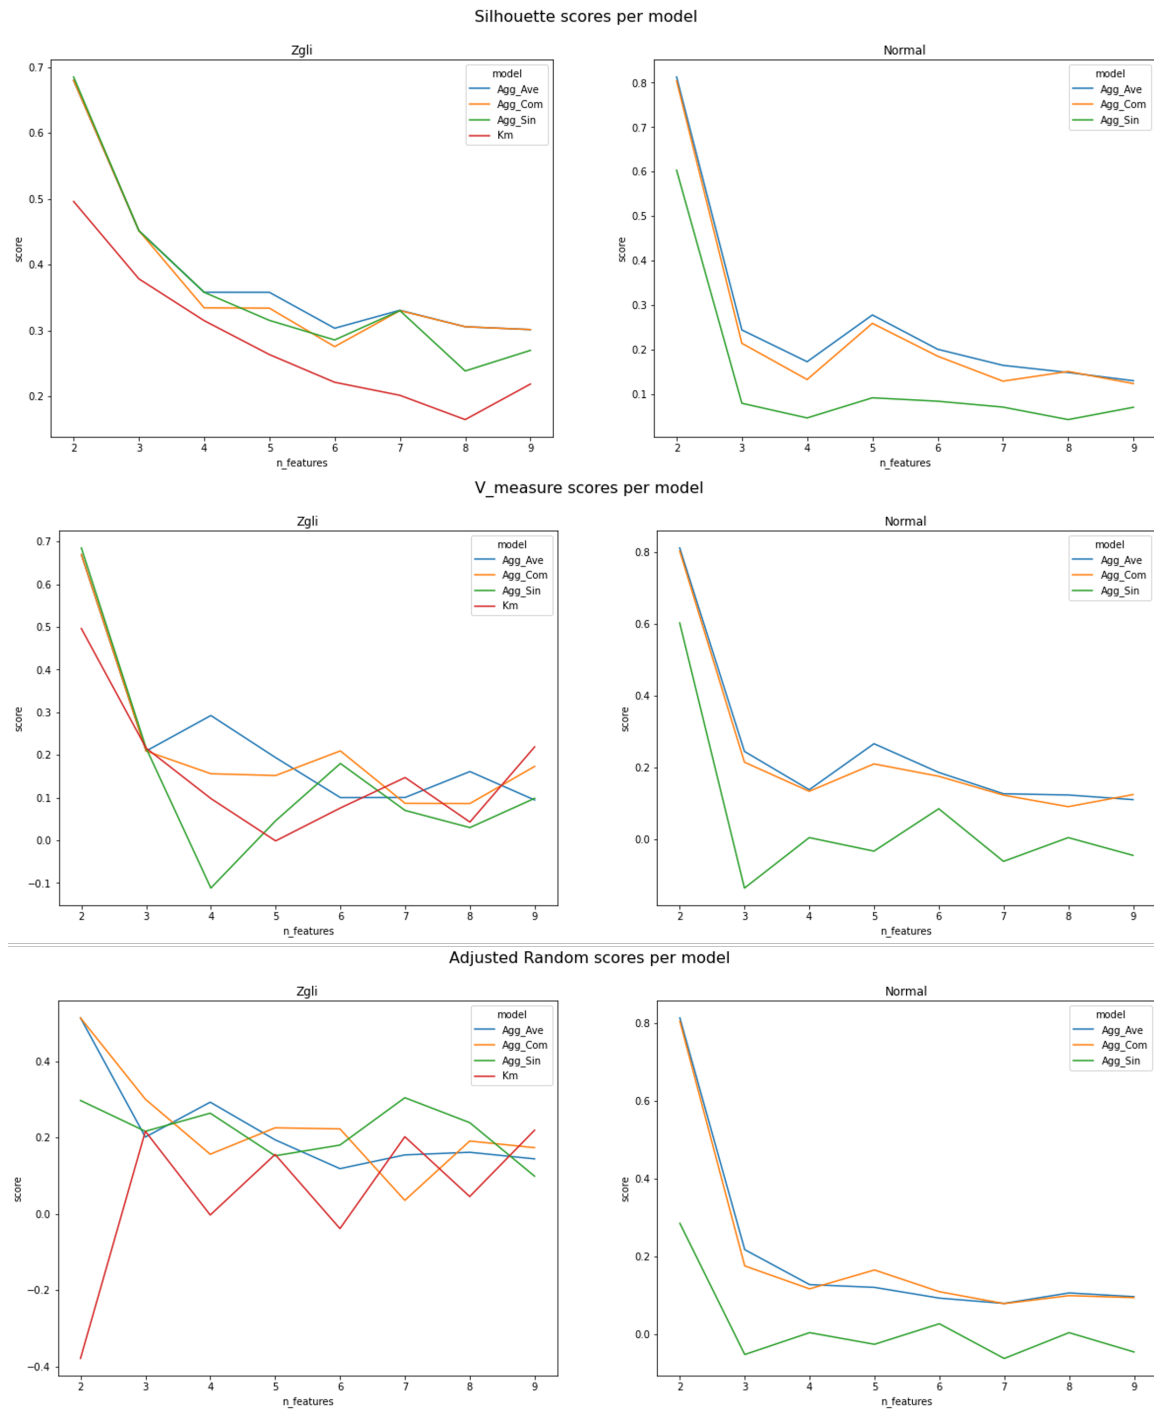 Silhouette scores per model
Zgli
Normal
model
Agg_Ave
Agg_Com
Agg_Sin
Km
model
Agg_Ave
Agg_Com
Agg_Sin
0.7
0.6
0.5
0.4
0.3
0.2
score
2 3 4 5 6 7 8 9
n_features
0.8
0.7
0.6
0.5
0.4
0.3
0.2
0.1
score
2 3 4 5 6 7 8 9
n_features
V_measure scores per model
Zgli
Normal
model
Agg_Ave
Agg_Com
Agg_Sin
Km
model
Agg_Ave
Agg_Com
Agg_Sin
0.7
0.6
0.5
0.4
0.3
0.2
0.1
0.0
−0.1
score
2 3 4 5 6 7 8 9
n_features
0.8
0.6
0.4
0.2
0.0
score
2 3 4 5 6 7 8 9
n_features
Adjusted Random scores per model
Zgli
Normal
model
Agg_Ave
Agg_Com
Agg_Sin
Km
model
Agg_Ave
Agg_Com
Agg_Sin
0.4
0.2
0.0
−0.2
−0.4
score
2 3 4 5 6 7 8 9
n_features
0.8
0.6
0.4
0.2
0.0
score
2 3 4 5 6 7 8 9
n_features